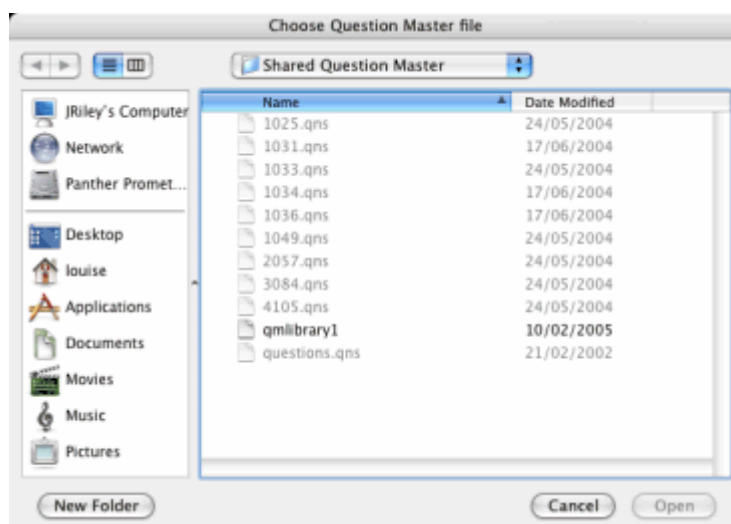 Choose Question Master file
Shared Question Master
JRiley's Computer
Network
Panther Promet...
Desktop
louise
Applications
Documents
Movies
Music
Pictures
Name Date Modified
1025.qns 24/05/2004
1031.qns 17/06/2004
1033.qns 24/05/2004
1034.qns 17/06/2004
1036.qns 17/06/2004
1049.qns 24/05/2004
2057.qns 24/05/2004
3084.qns 24/05/2004
4105.qns 24/05/2004
qmlibrary1 10/02/2005
questions.qns 21/02/2002
New Folder Cancel Open